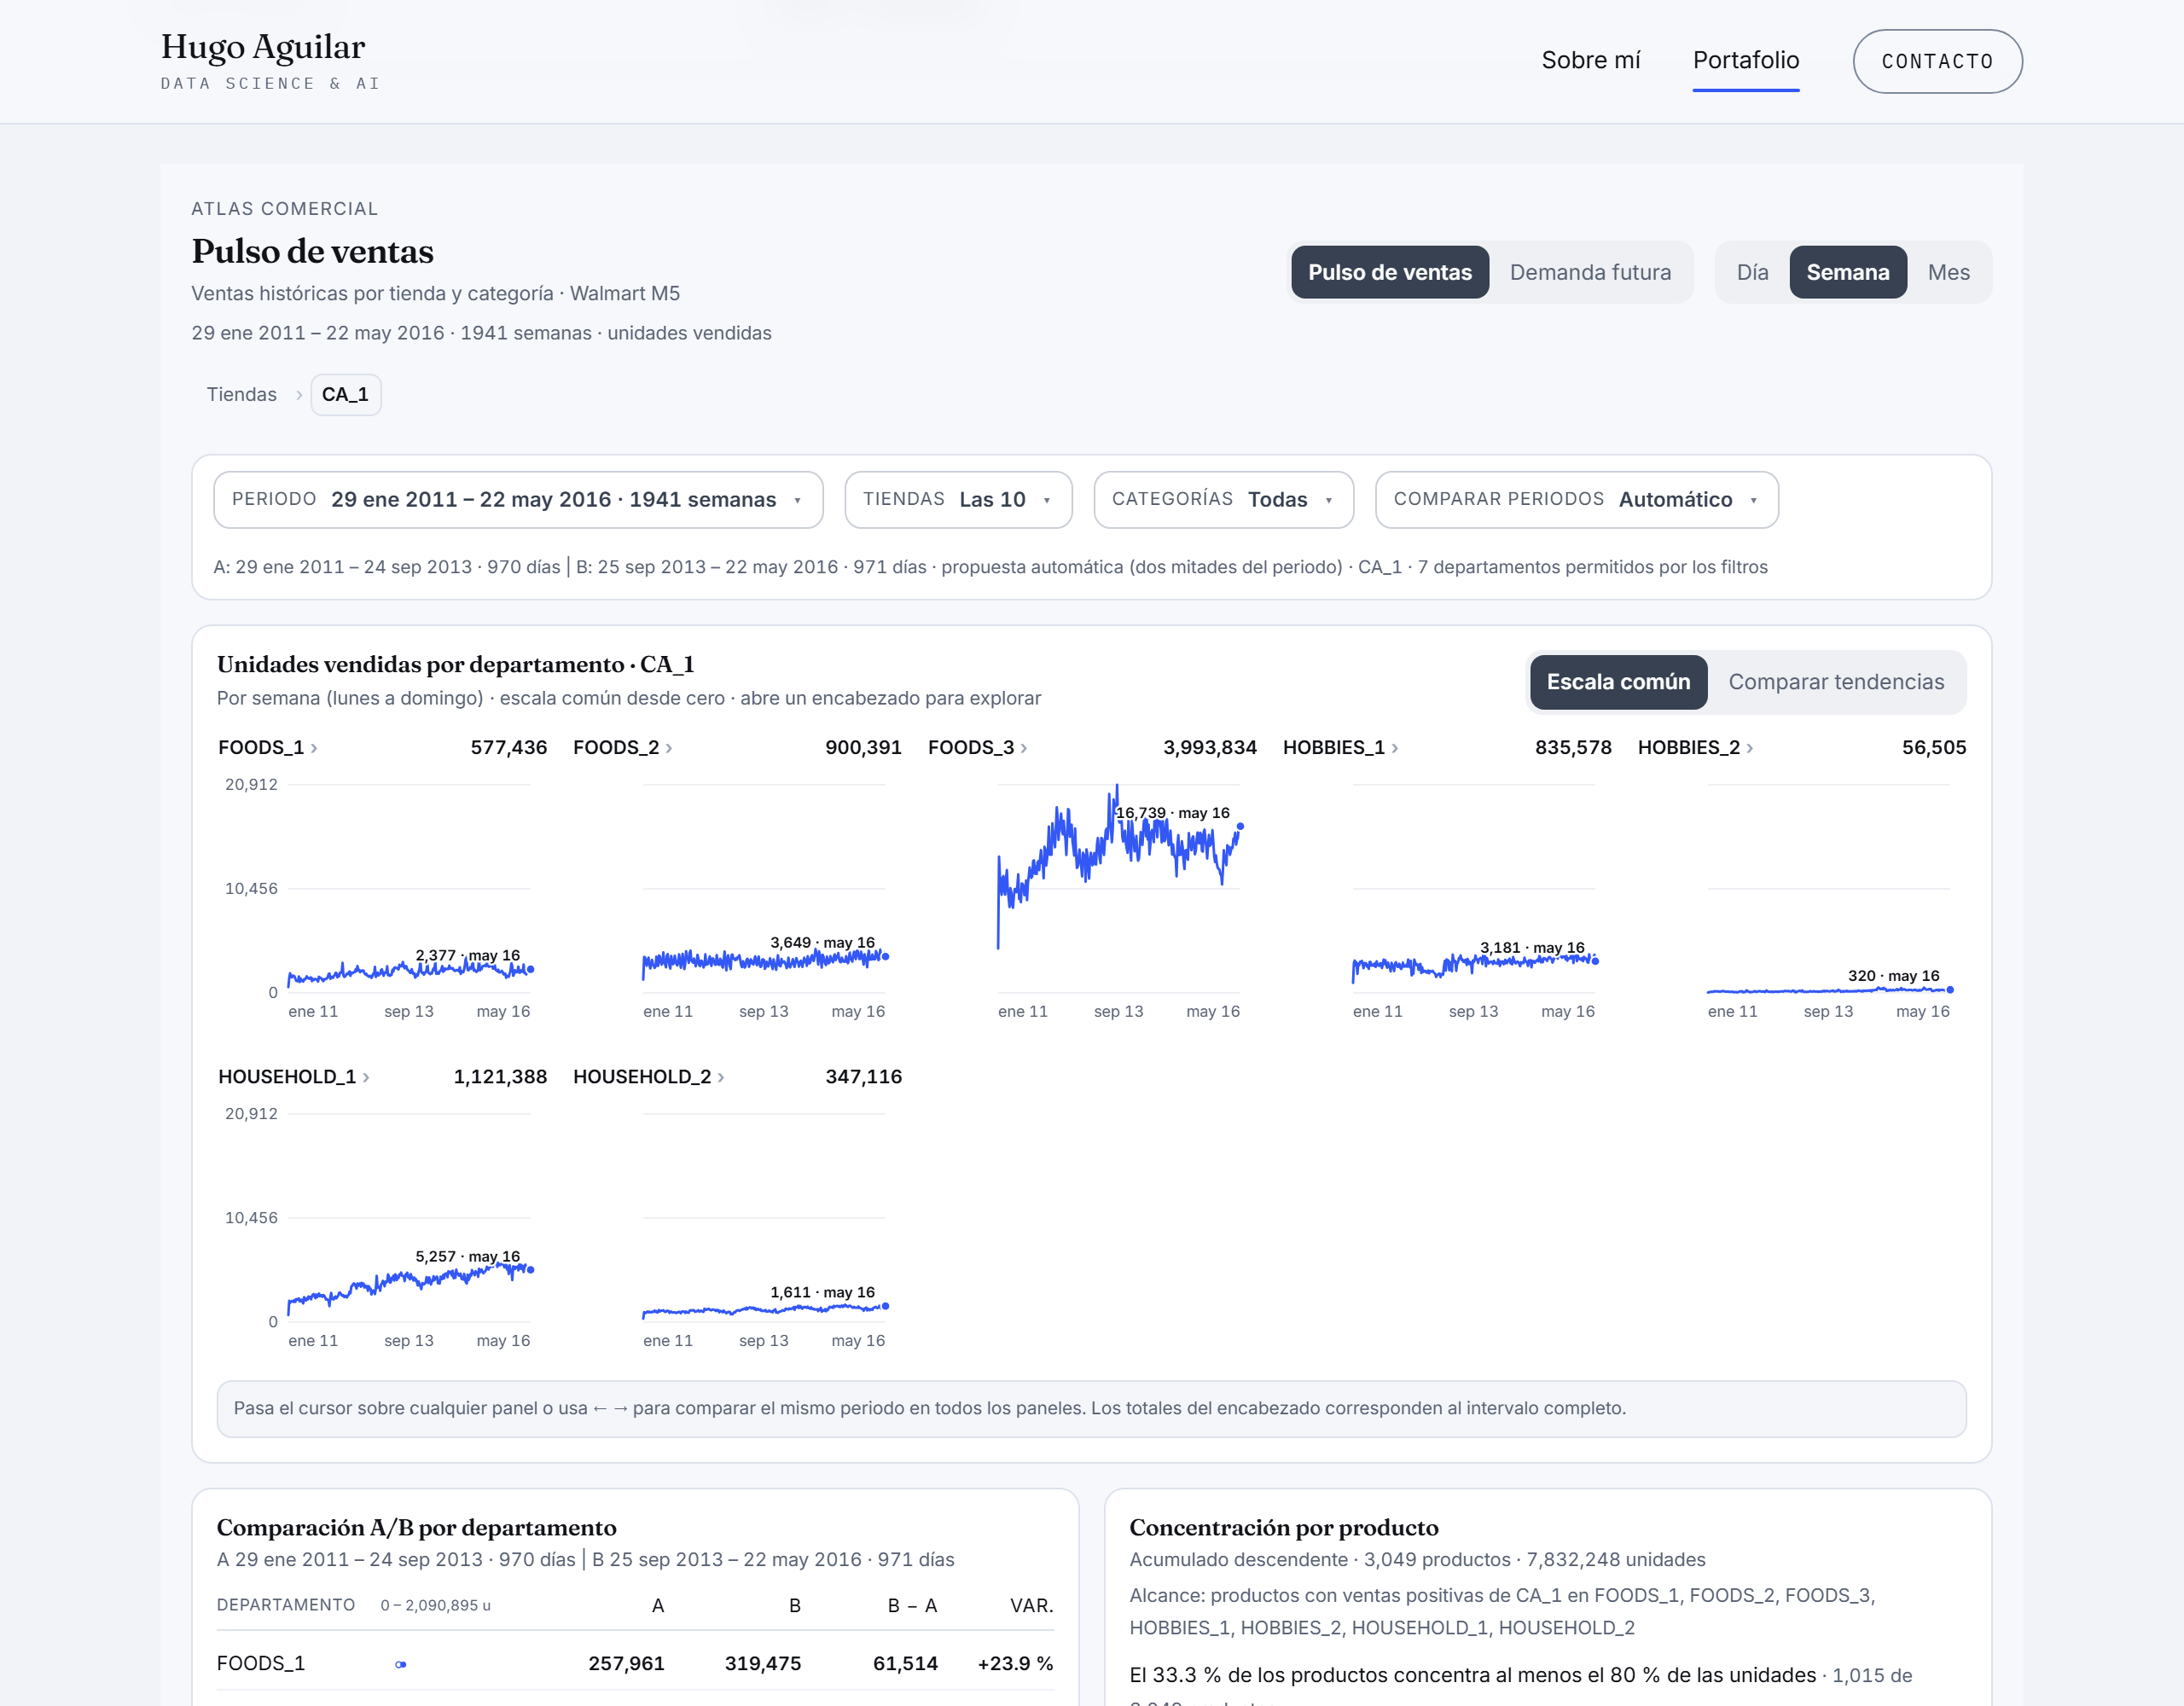 Hugo Aguilar
DATA SCIENCE & AI
Sobre mí
Portafolio
CONTACTO
ATLAS COMERCIAL
Pulso de ventas
Ventas históricas por tienda y categoría · Walmart M5
29 ene 2011 – 22 may 2016 · 1941 semanas · unidades vendidas
Pulso de ventas
Demanda futura
Día
Semana
Mes
Tiendas › CA_1
PERIODO 29 ene 2011 – 22 may 2016 · 1941 semanas ▾
TIENDAS Las 10 ▾
CATEGORÍAS Todas ▾
COMPARAR PERIODOS Automático ▾
A: 29 ene 2011 – 24 sep 2013 · 970 días | B: 25 sep 2013 – 22 may 2016 · 971 días · propuesta automática (dos mitades del periodo) · CA_1 · 7 departamentos permitidos por los filtros
Unidades vendidas por departamento · CA_1
Por semana (lunes a domingo) · escala común desde cero · abre un encabezado para explorar
Escala común
Comparar tendencias
FOODS_1 › 577,436
20,912
10,456
0
2,377 · may 16
ene 11 sep 13 may 16
FOODS_2 › 900,391
3,649 · may 16
ene 11 sep 13 may 16
FOODS_3 › 3,993,834
16,739 · may 16
ene 11 sep 13 may 16
HOBBIES_1 › 835,578
3,181 · may 16
ene 11 sep 13 may 16
HOBBIES_2 › 56,505
320 · may 16
ene 11 sep 13 may 16
HOUSEHOLD_1 › 1,121,388
20,912
10,456
0
5,257 · may 16
ene 11 sep 13 may 16
HOUSEHOLD_2 › 347,116
1,611 · may 16
ene 11 sep 13 may 16
Pasa el cursor sobre cualquier panel o usa ← → para comparar el mismo periodo en todos los paneles. Los totales del encabezado corresponden al intervalo completo.
Comparación A/B por departamento
A 29 ene 2011 – 24 sep 2013 · 970 días | B 25 sep 2013 – 22 may 2016 · 971 días
DEPARTAMENTO 0 – 2,090,895 u A B B − A VAR.
FOODS_1 257,961 319,475 61,514 +23.9 %
Concentración por producto
Acumulado descendente · 3,049 productos · 7,832,248 unidades
Alcance: productos con ventas positivas de CA_1 en FOODS_1, FOODS_2, FOODS_3,
HOBBIES_1, HOBBIES_2, HOUSEHOLD_1, HOUSEHOLD_2
El 33.3 % de los productos concentra al menos el 80 % de las unidades · 1,015 de